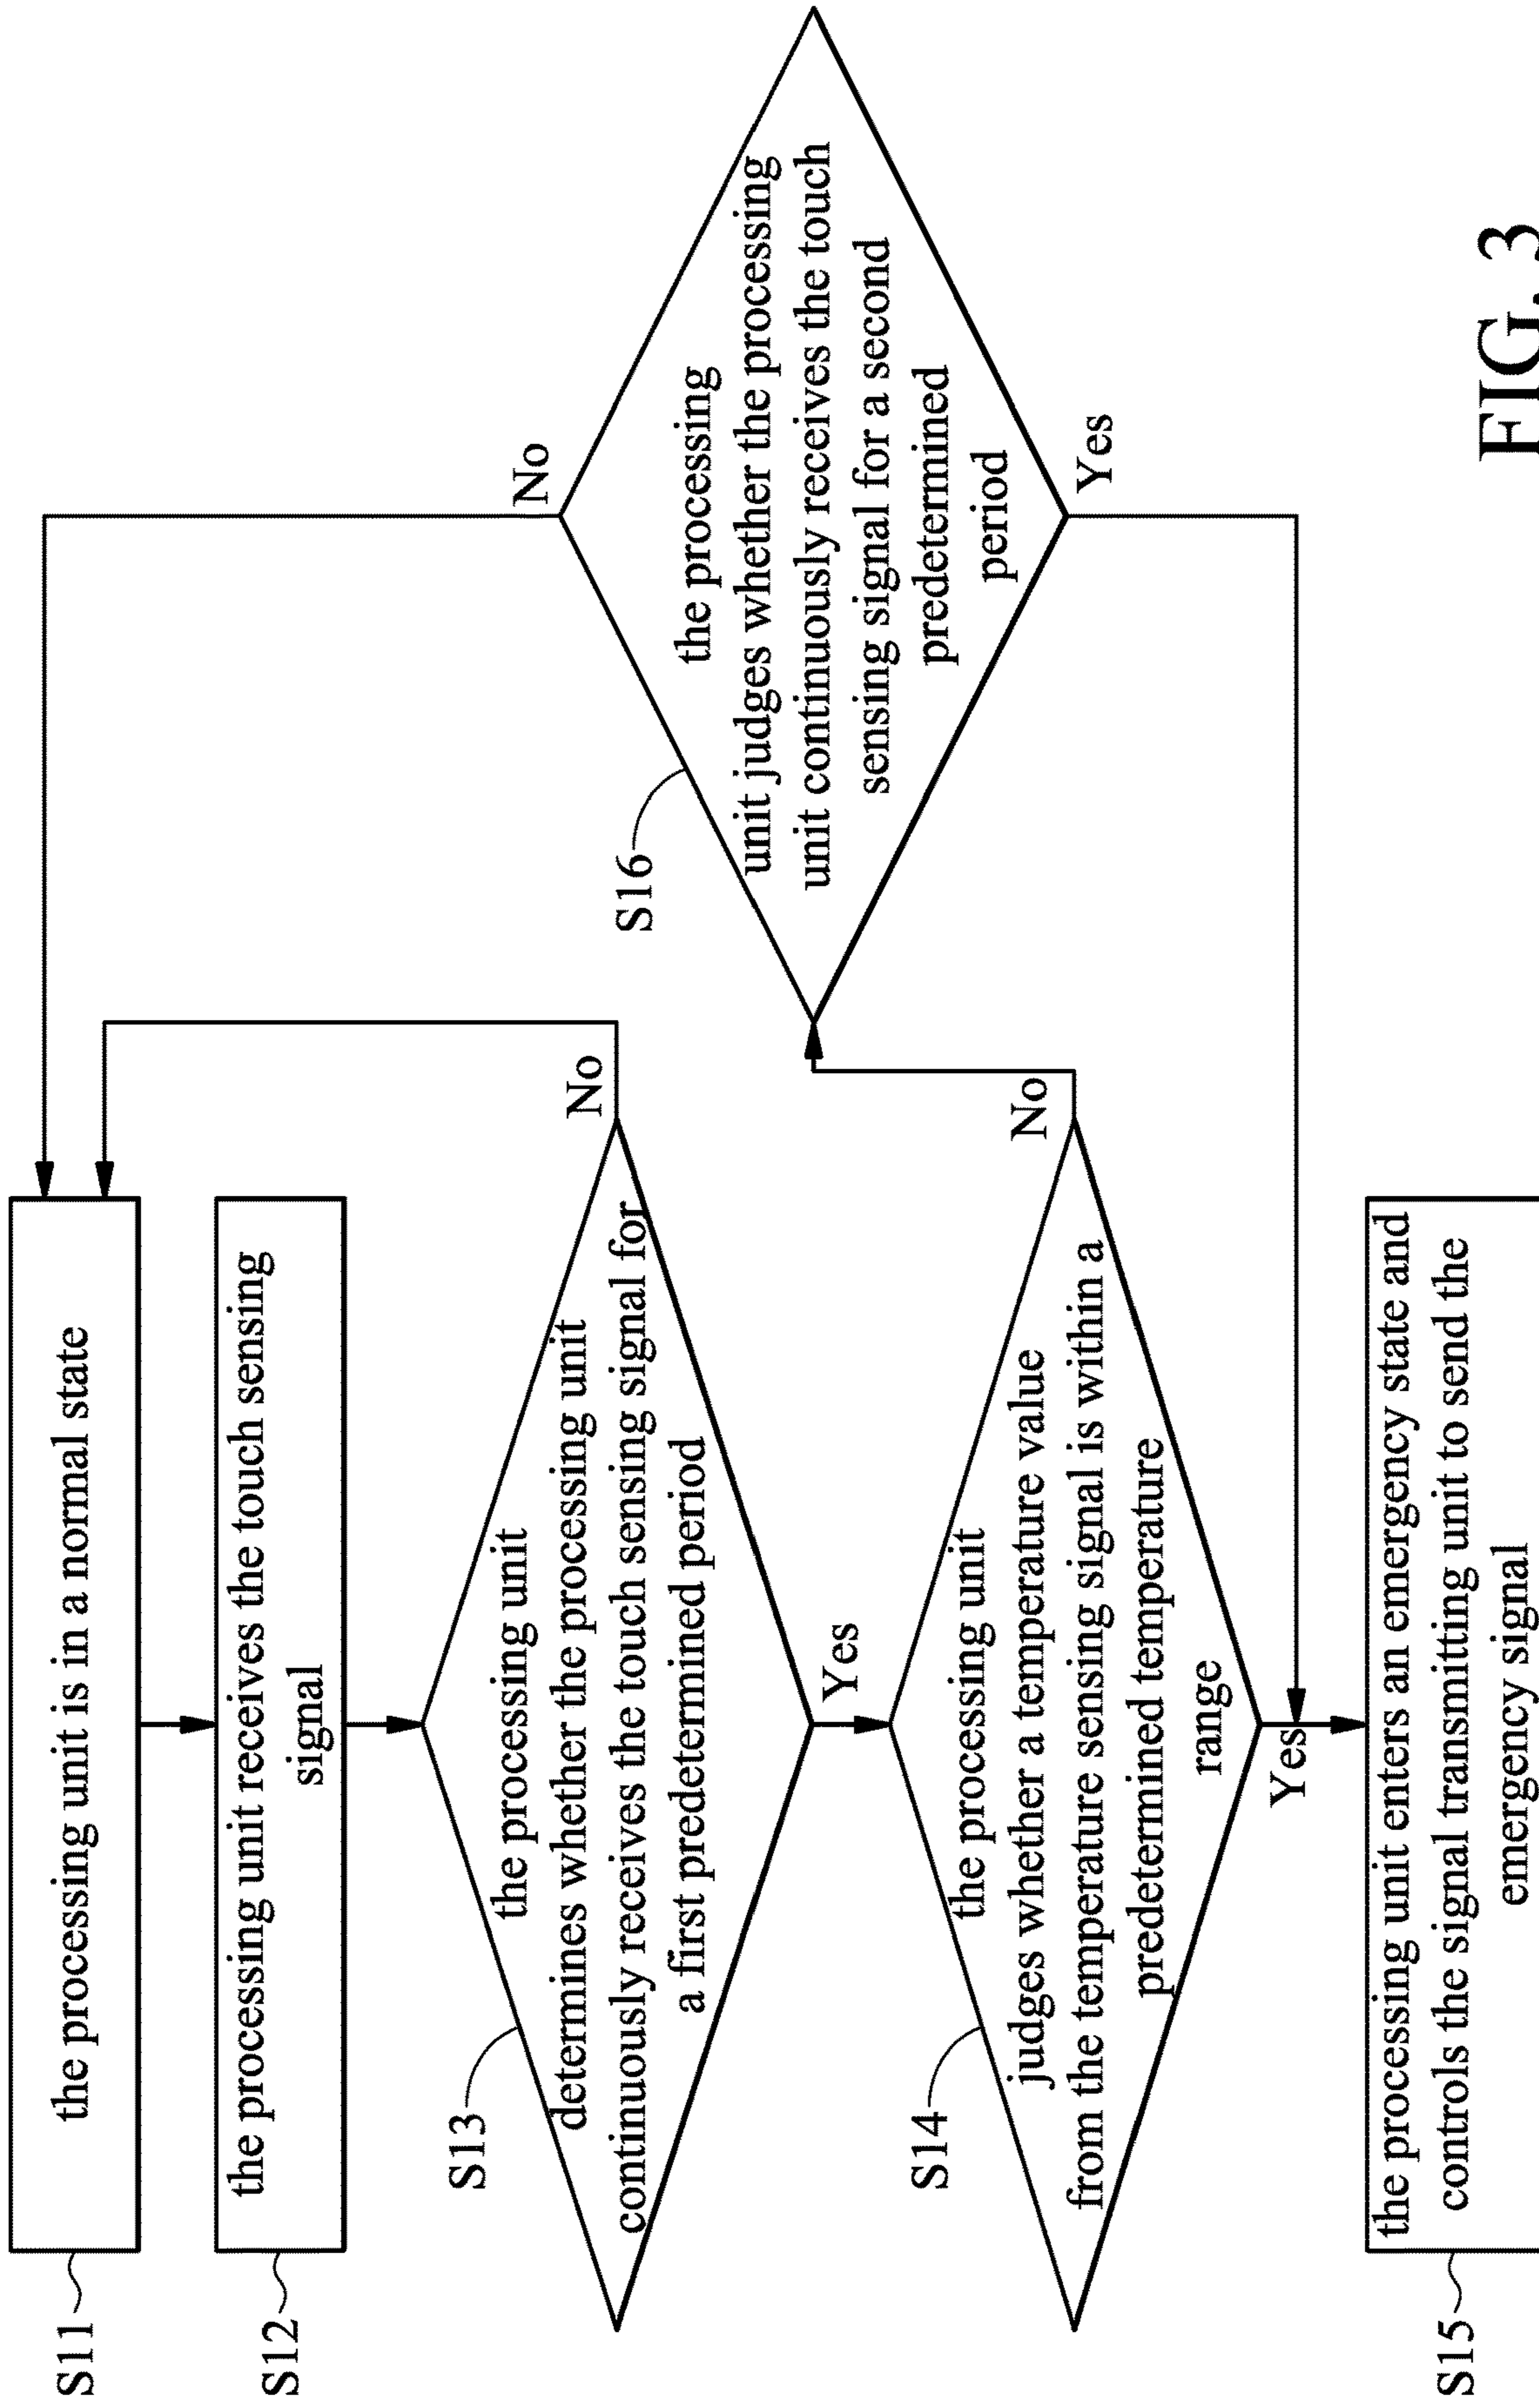 S11
the processing unit is in a normal state
S12
the processing unit receives the touch sensing
signal
S13
the processing unit
determines whether the processing unit
continuously receives the touch sensing signal for
a first predetermined period
No
Yes
S14
the processing unit
judges whether a temperature value
from the temperature sensing signal is within a
predetermined temperature
range
No
Yes
S16
the processing
unit judges whether the processing
unit continuously receives the touch
sensing signal for a second
predetermined
period
No
Yes
S15
the processing unit enters an emergency state and
controls the signal transmitting unit to send the
emergency signal
FIG. 3